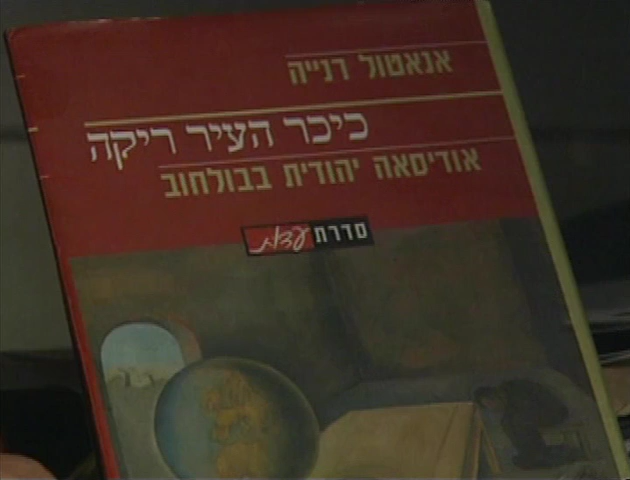 אנאטול רנייה
כיכר העיר ריקה
אודיסאה יהודית בבולחוב
סדרת עדות